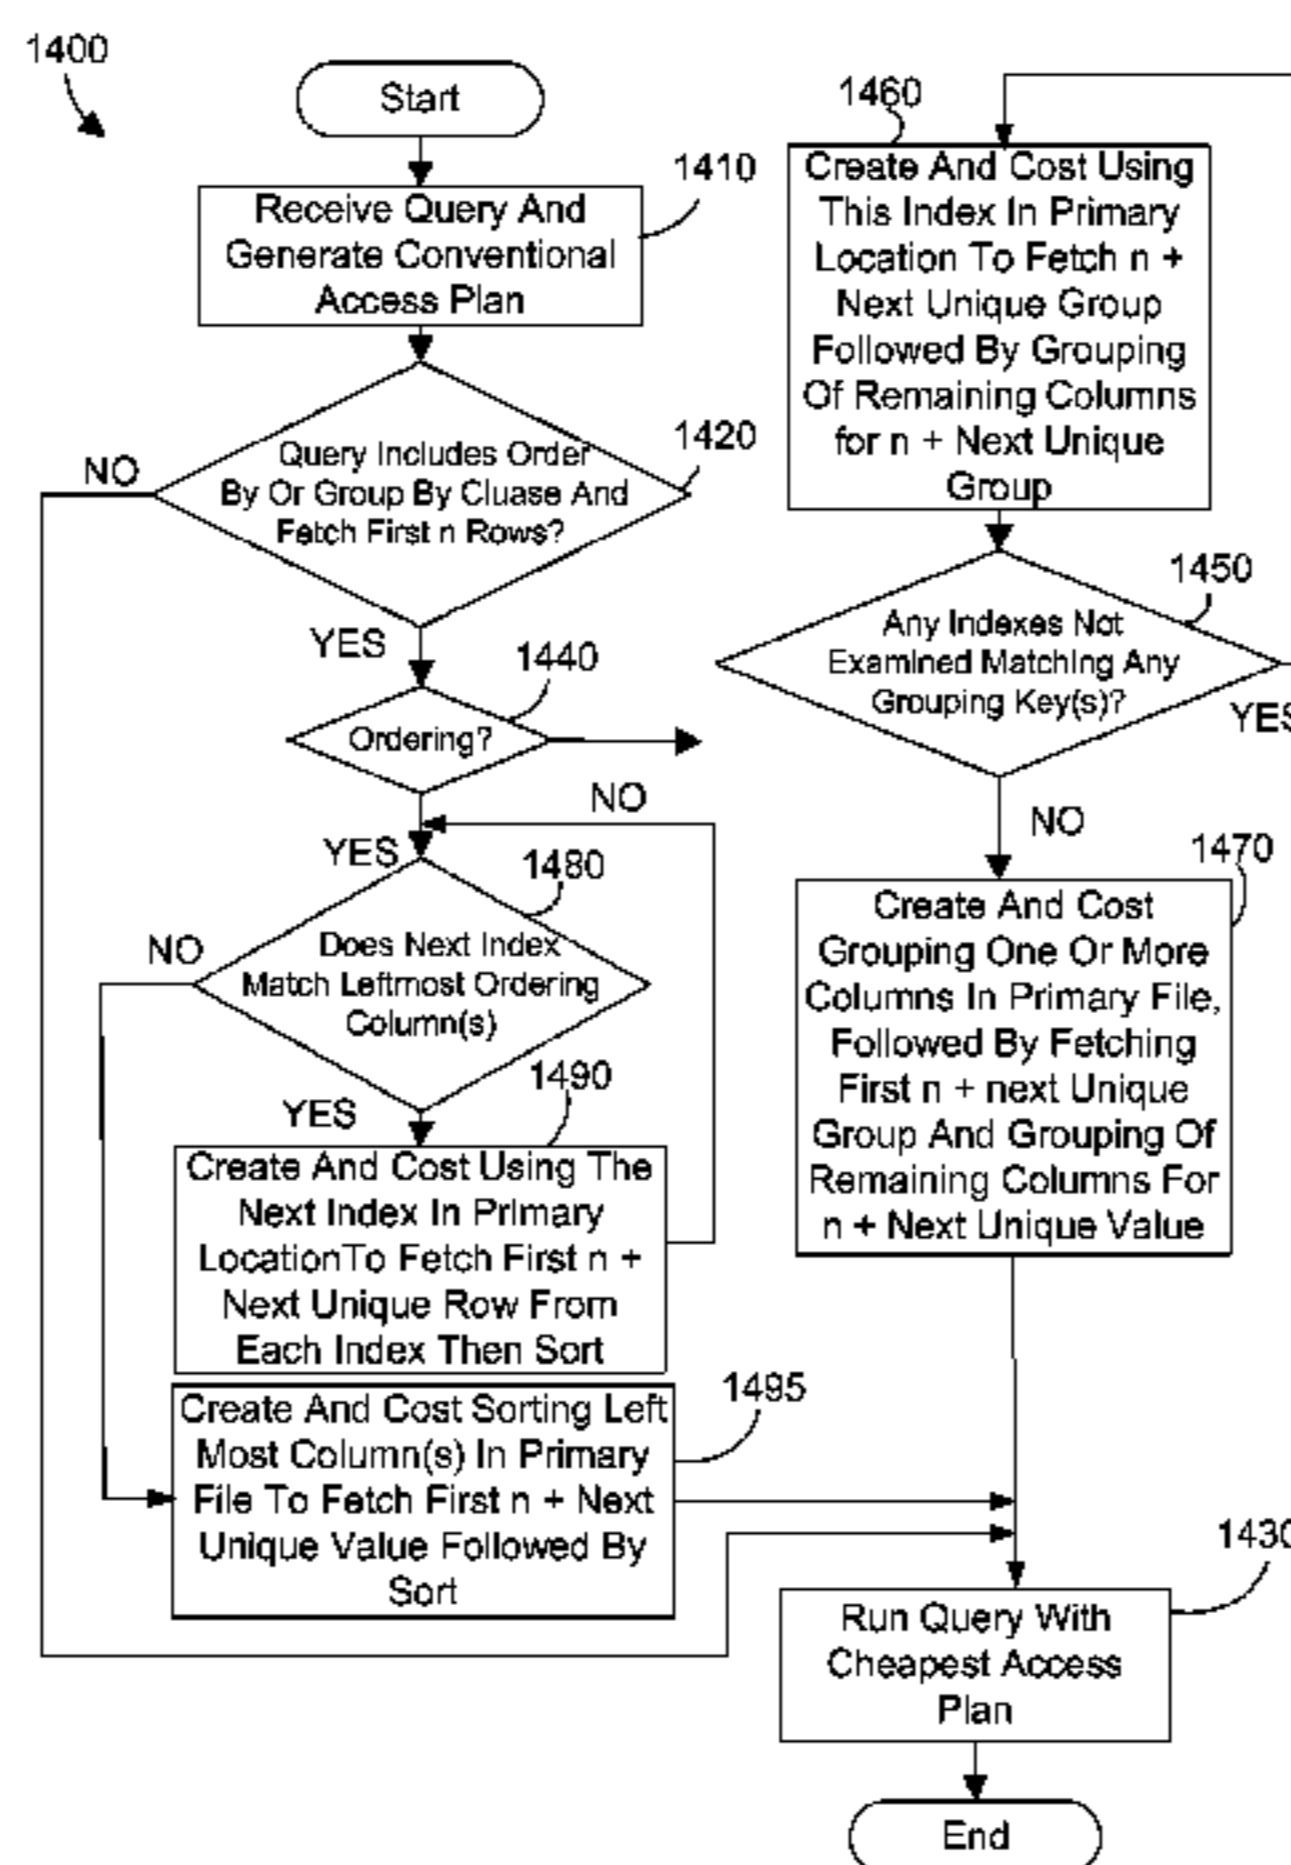 1400
Start
1410
Receive Query And
Generate Conventional
Access Plan
1420
Query Includes Order
By Or Group By Cluase And
Fetch First n Rows?
NO
YES
1440
Ordering?
NO
YES
1480
Does Next Index
Match Leftmost Ordering
Column(s)
NO
YES
1490
Create And Cost Using The
Next Index In Primary
LocationTo Fetch First n +
Next Unique Row From
Each Index Then Sort
1495
Create And Cost Sorting Left
Most Column(s) In Primary
File To Fetch First n + Next
Unique Value Followed By
Sort
1460
Create And Cost Using
This Index In Primary
Location To Fetch n +
Next Unique Group
Followed By Grouping
Of Remaining Columns
for n + Next Unique
Group
1450
Any Indexes Not
Examined Matching Any
Grouping Key(s)?
YES
NO
1470
Create And Cost
Grouping One Or More
Columns In Primary File,
Followed By Fetching
First n + next Unique
Group And Grouping Of
Remaining Columns For
n + Next Unique Value
1430
Run Query With
Cheapest Access
Plan
End